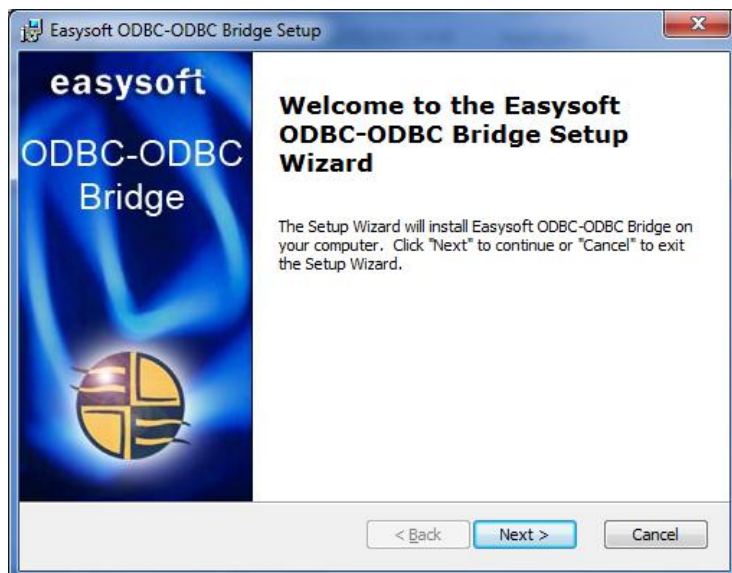 Easysoft ODBC-ODBC Bridge Setup
easysoft
ODBC-ODBC
Bridge
Welcome to the Easysoft
ODBC-ODBC Bridge Setup
Wizard
The Setup Wizard will install Easysoft ODBC-ODBC Bridge on
your computer.  Click "Next" to continue or "Cancel" to exit
the Setup Wizard.
< Back Next > Cancel